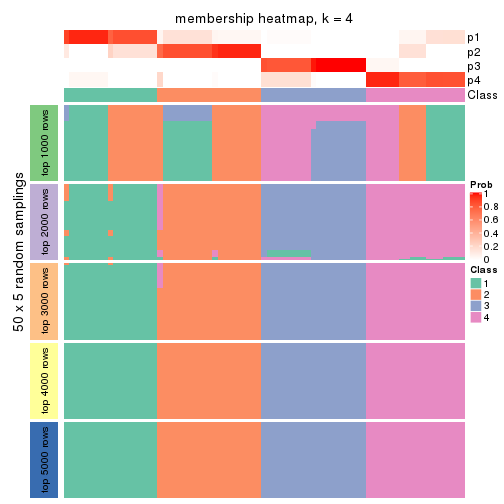 membership heatmap, k = 4
p1
p2
p3
p4
Class
50 x 5 random samplings
top 1000 rows
top 2000 rows
top 3000 rows
top 4000 rows
top 5000 rows
Prob
1
0.8
0.6
0.4
0.2
0
Class
1
2
3
4